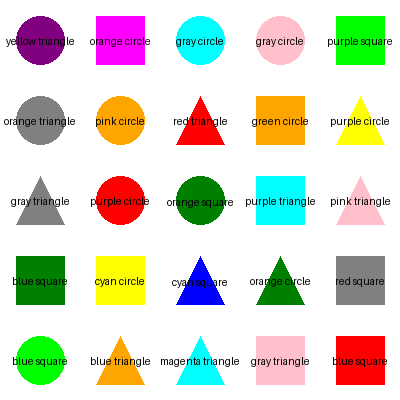 yellow triangle
orange circle
gray circle
gray circle
purple square
orange triangle
pink circle
red triangle
green circle
purple circle
gray triangle
purple circle
orange square
purple triangle
pink triangle
blue square
cyan circle
cyan square
orange circle
red square
blue square
blue triangle
magenta triangle
gray triangle
blue square